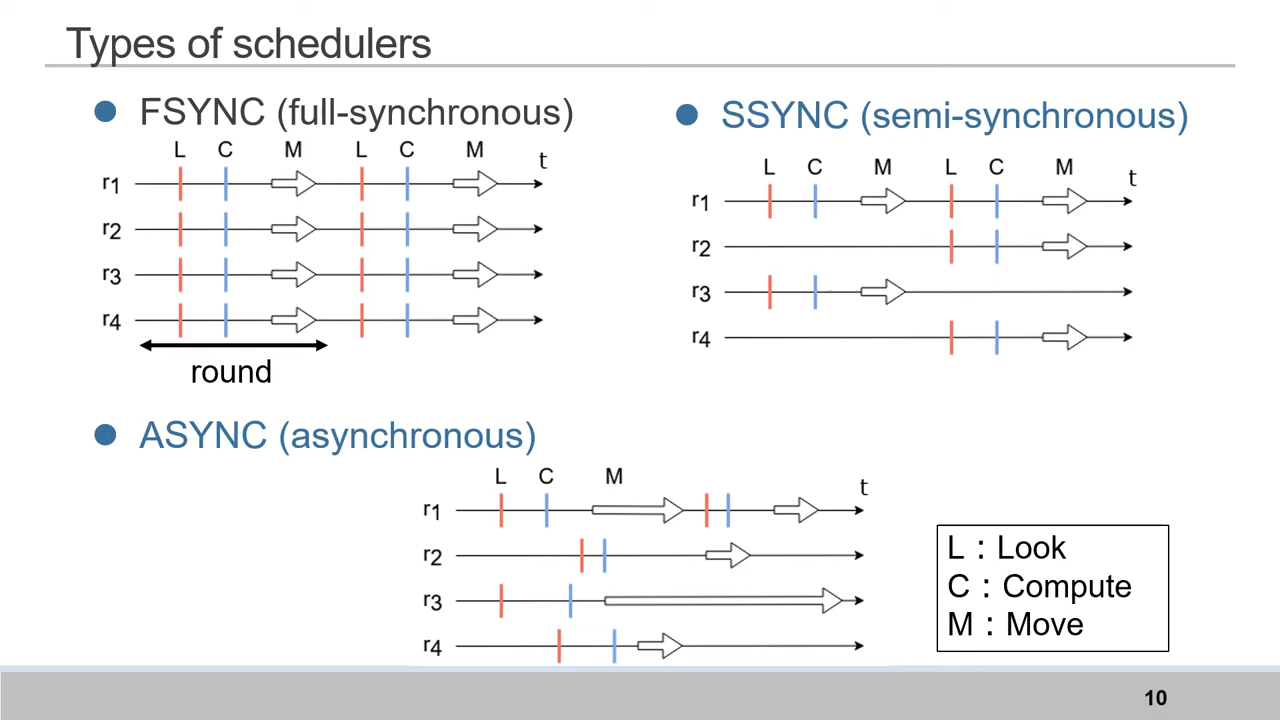 Types of schedulers
FSYNC (full-synchronous)
L C M L C M t
r1
r2
r3
r4
round
SSYNC (semi-synchronous)
L C M L C M t
r1
r2
r3
r4
ASYNC (asynchronous)
L C M t
r1
r2
r3
r4
L：Look
C：Compute
M：Move
10